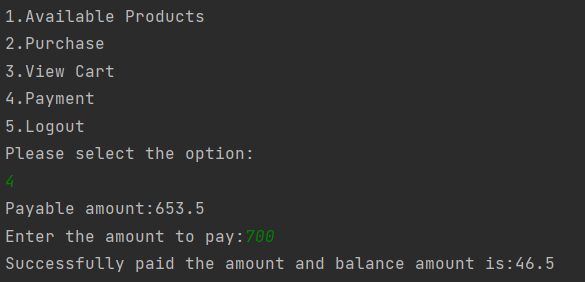 1.Available Products
2.Purchase
3.View Cart
4.Payment
5.Logout
Please select the option:
4
Payable amount:653.5
Enter the amount to pay:700
Successfully paid the amount and balance amount is:46.5